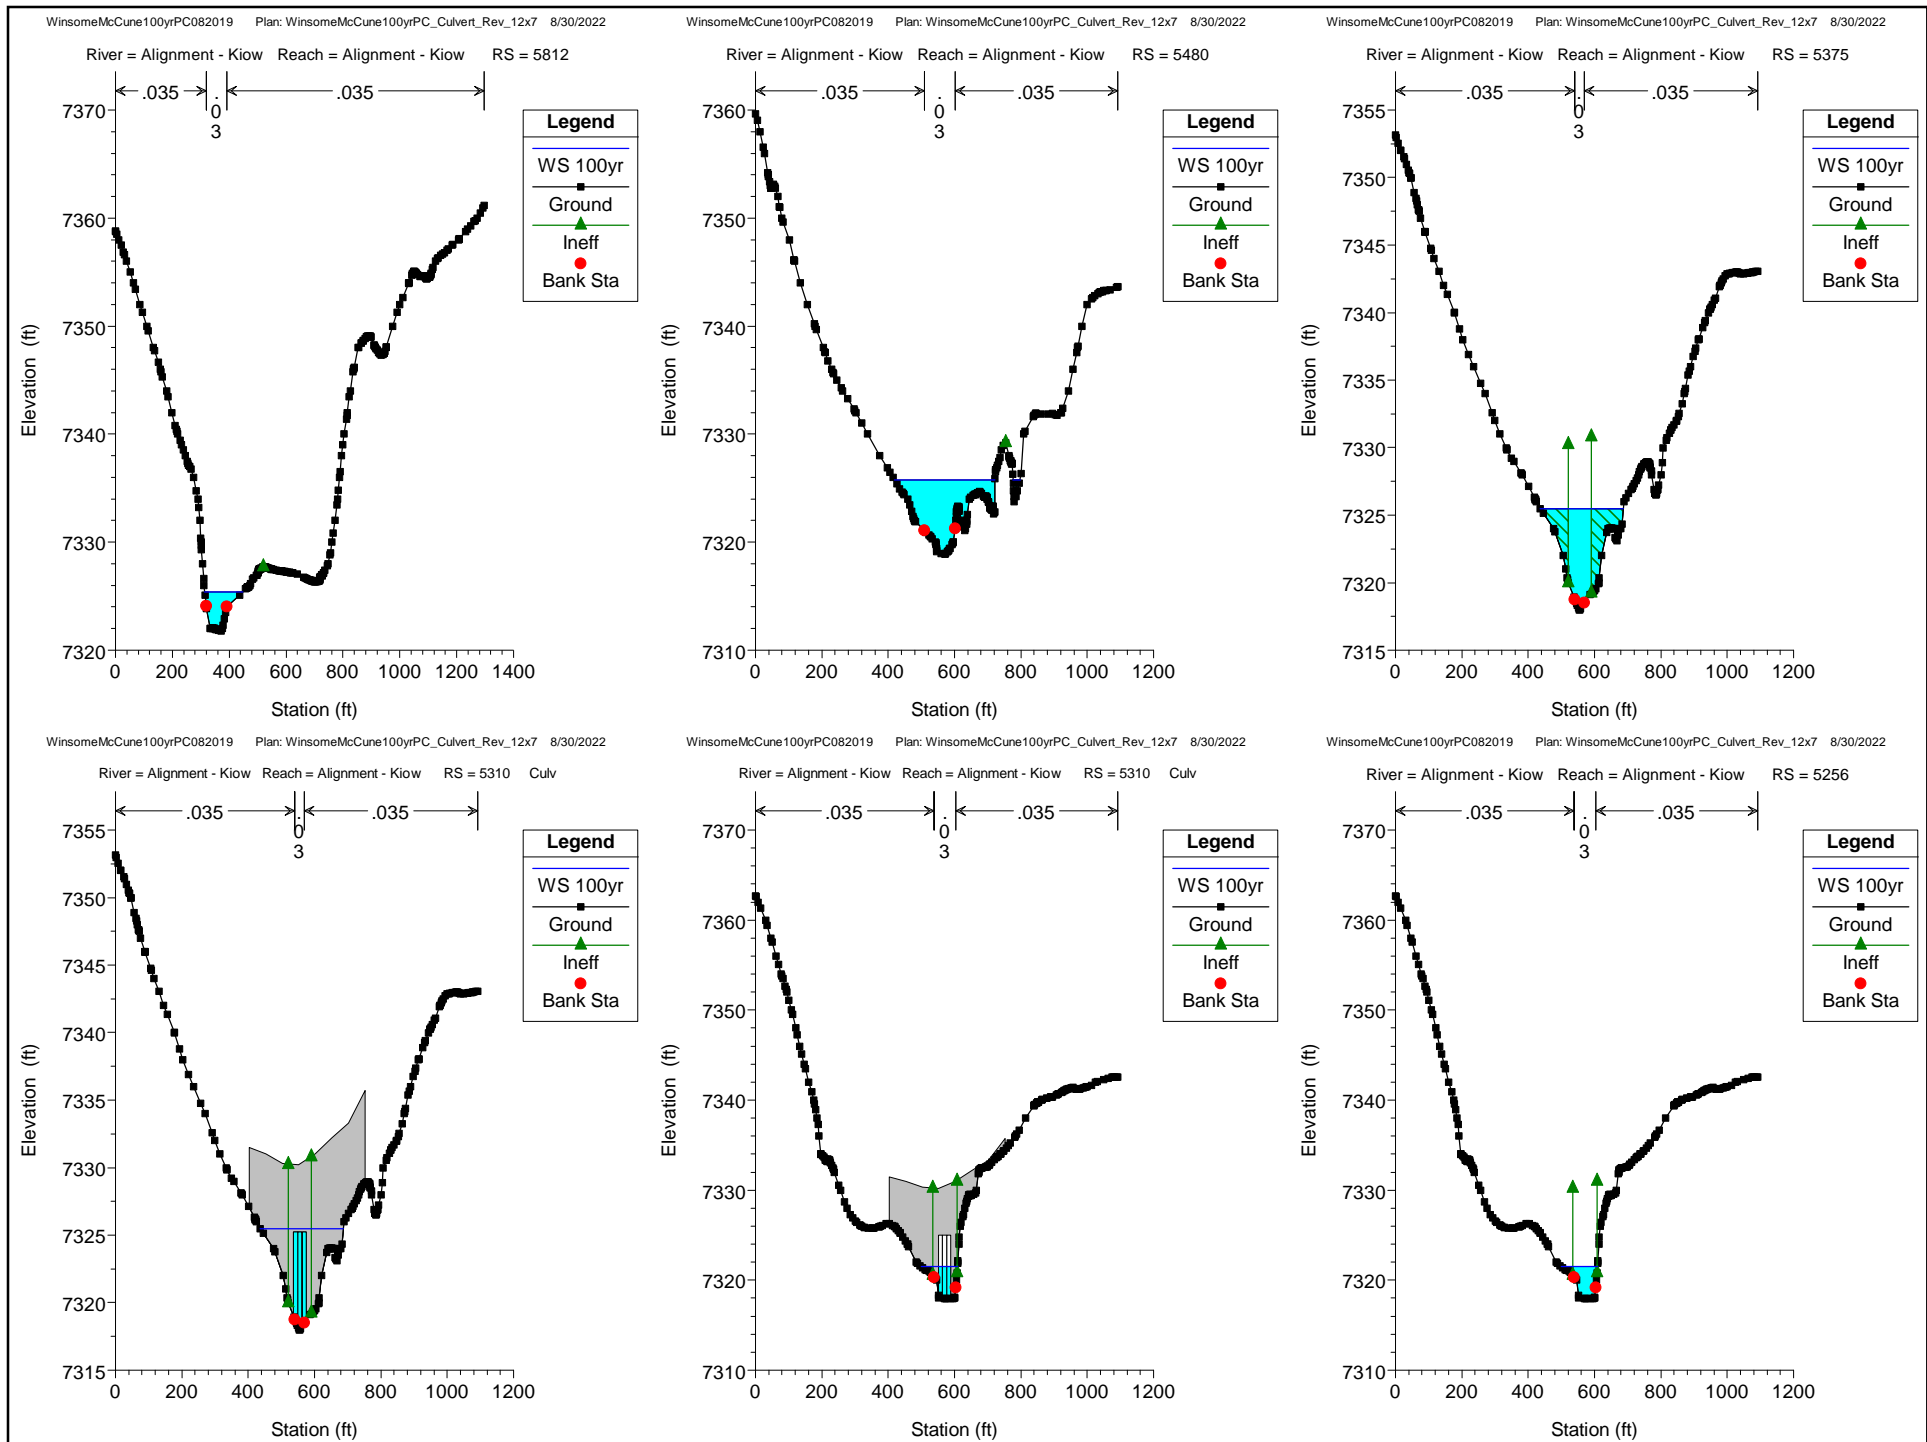 WinsomeMcCune100yrPC082019 Plan: WinsomeMcCune100yrPC_Culvert_Rev_12x7 8/30/2022
River = Alignment - Kiow Reach = Alignment - Kiow RS = 5812
.035 .03 .035
7370
7360
7350
7340
7330
7320
Elevation (ft)
0 200 400 600 800 1000 1200 1400
Station (ft)
Legend
WS 100yr
Ground
Ineff
Bank Sta
WinsomeMcCune100yrPC082019 Plan: WinsomeMcCune100yrPC_Culvert_Rev_12x7 8/30/2022
River = Alignment - Kiow Reach = Alignment - Kiow RS = 5480
.035 .03 .035
7360
7350
7340
7330
7320
7310
Elevation (ft)
0 200 400 600 800 1000 1200
Station (ft)
Legend
WS 100yr
Ground
Ineff
Bank Sta
WinsomeMcCune100yrPC082019 Plan: WinsomeMcCune100yrPC_Culvert_Rev_12x7 8/30/2022
River = Alignment - Kiow Reach = Alignment - Kiow RS = 5375
.035 .03 .035
7355
7350
7345
7340
7335
7330
7325
7320
7315
Elevation (ft)
0 200 400 600 800 1000 1200
Station (ft)
Legend
WS 100yr
Ground
Ineff
Bank Sta
WinsomeMcCune100yrPC082019 Plan: WinsomeMcCune100yrPC_Culvert_Rev_12x7 8/30/2022
River = Alignment - Kiow Reach = Alignment - Kiow RS = 5310 Culv
.035 .03 .035
7355
7350
7345
7340
7335
7330
7325
7320
7315
Elevation (ft)
0 200 400 600 800 1000 1200
Station (ft)
Legend
WS 100yr
Ground
Ineff
Bank Sta
WinsomeMcCune100yrPC082019 Plan: WinsomeMcCune100yrPC_Culvert_Rev_12x7 8/30/2022
River = Alignment - Kiow Reach = Alignment - Kiow RS = 5310 Culv
.035 .03 .035
7370
7360
7350
7340
7330
7320
7310
Elevation (ft)
0 200 400 600 800 1000 1200
Station (ft)
Legend
WS 100yr
Ground
Ineff
Bank Sta
WinsomeMcCune100yrPC082019 Plan: WinsomeMcCune100yrPC_Culvert_Rev_12x7 8/30/2022
River = Alignment - Kiow Reach = Alignment - Kiow RS = 5256
.035 .03 .035
7370
7360
7350
7340
7330
7320
7310
Elevation (ft)
0 200 400 600 800 1000 1200
Station (ft)
Legend
WS 100yr
Ground
Ineff
Bank Sta